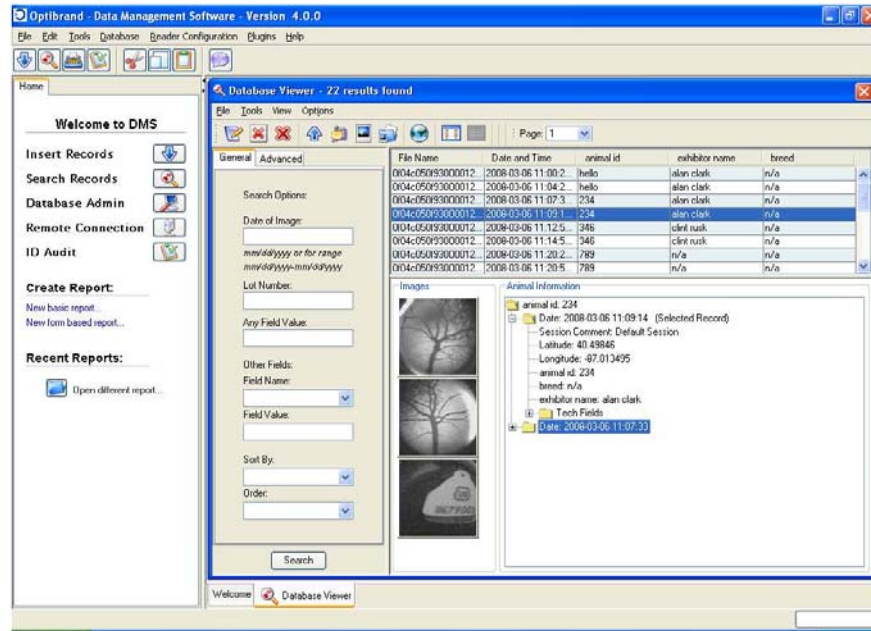 Optibrand - Data Management Software - Version 4.0.0
File Edit Tools Database Reader Configuration Plugins Help
Home
Welcome to DMS
Insert Records
Search Records
Database Admin
Remote Connection
ID Audit
Create Report:
New basic report...
New form based report...
Recent Reports:
Open different report...
Database Viewer - 22 results found
File Tools View Options
Page: 1
General Advanced
Search Options:
Date of Image:
mm/dd/yyyy or for range
mm/dd/yyyy-mm/dd/yyyy
Lot Number:
Any Field Value:
Other Fields:
Field Name:
Field Value:
Sort By:
Order:
Search
File Name Date and Time animal id exhibitor name breed
0I04c050f93000012... 2008-03-06 11:00:2... hello alan clark n/a
0I04c050f93000012... 2008-03-06 11:04:2... hello alan clark n/a
0I04c050f93000012... 2008-03-06 11:07:3... 234 alan clark n/a
0I04c050f93000012... 2008-03-06 11:09:1... 234 alan clark n/a
0I04c050f93000012... 2008-03-06 11:12:5... 346 clint rusk n/a
0I04c050f93000012... 2008-03-06 11:14:5... 346 clint rusk n/a
0I04c050f93000012... 2008-03-06 11:20:2... 789 n/a n/a
0I04c050f93000012... 2008-03-06 11:20:5... 789 n/a n/a
Images
Animal Information
animal id: 234
Date: 2008-03-06 11:09:14 (Selected Record)
Session Comment: Default Session
Latitude: 40.49846
Longitude: -87.013495
animal id: 234
breed: n/a
exhibitor name: alan clark
Tech Fields
Date: 2008-03-06 11:07:33
Welcome Database Viewer